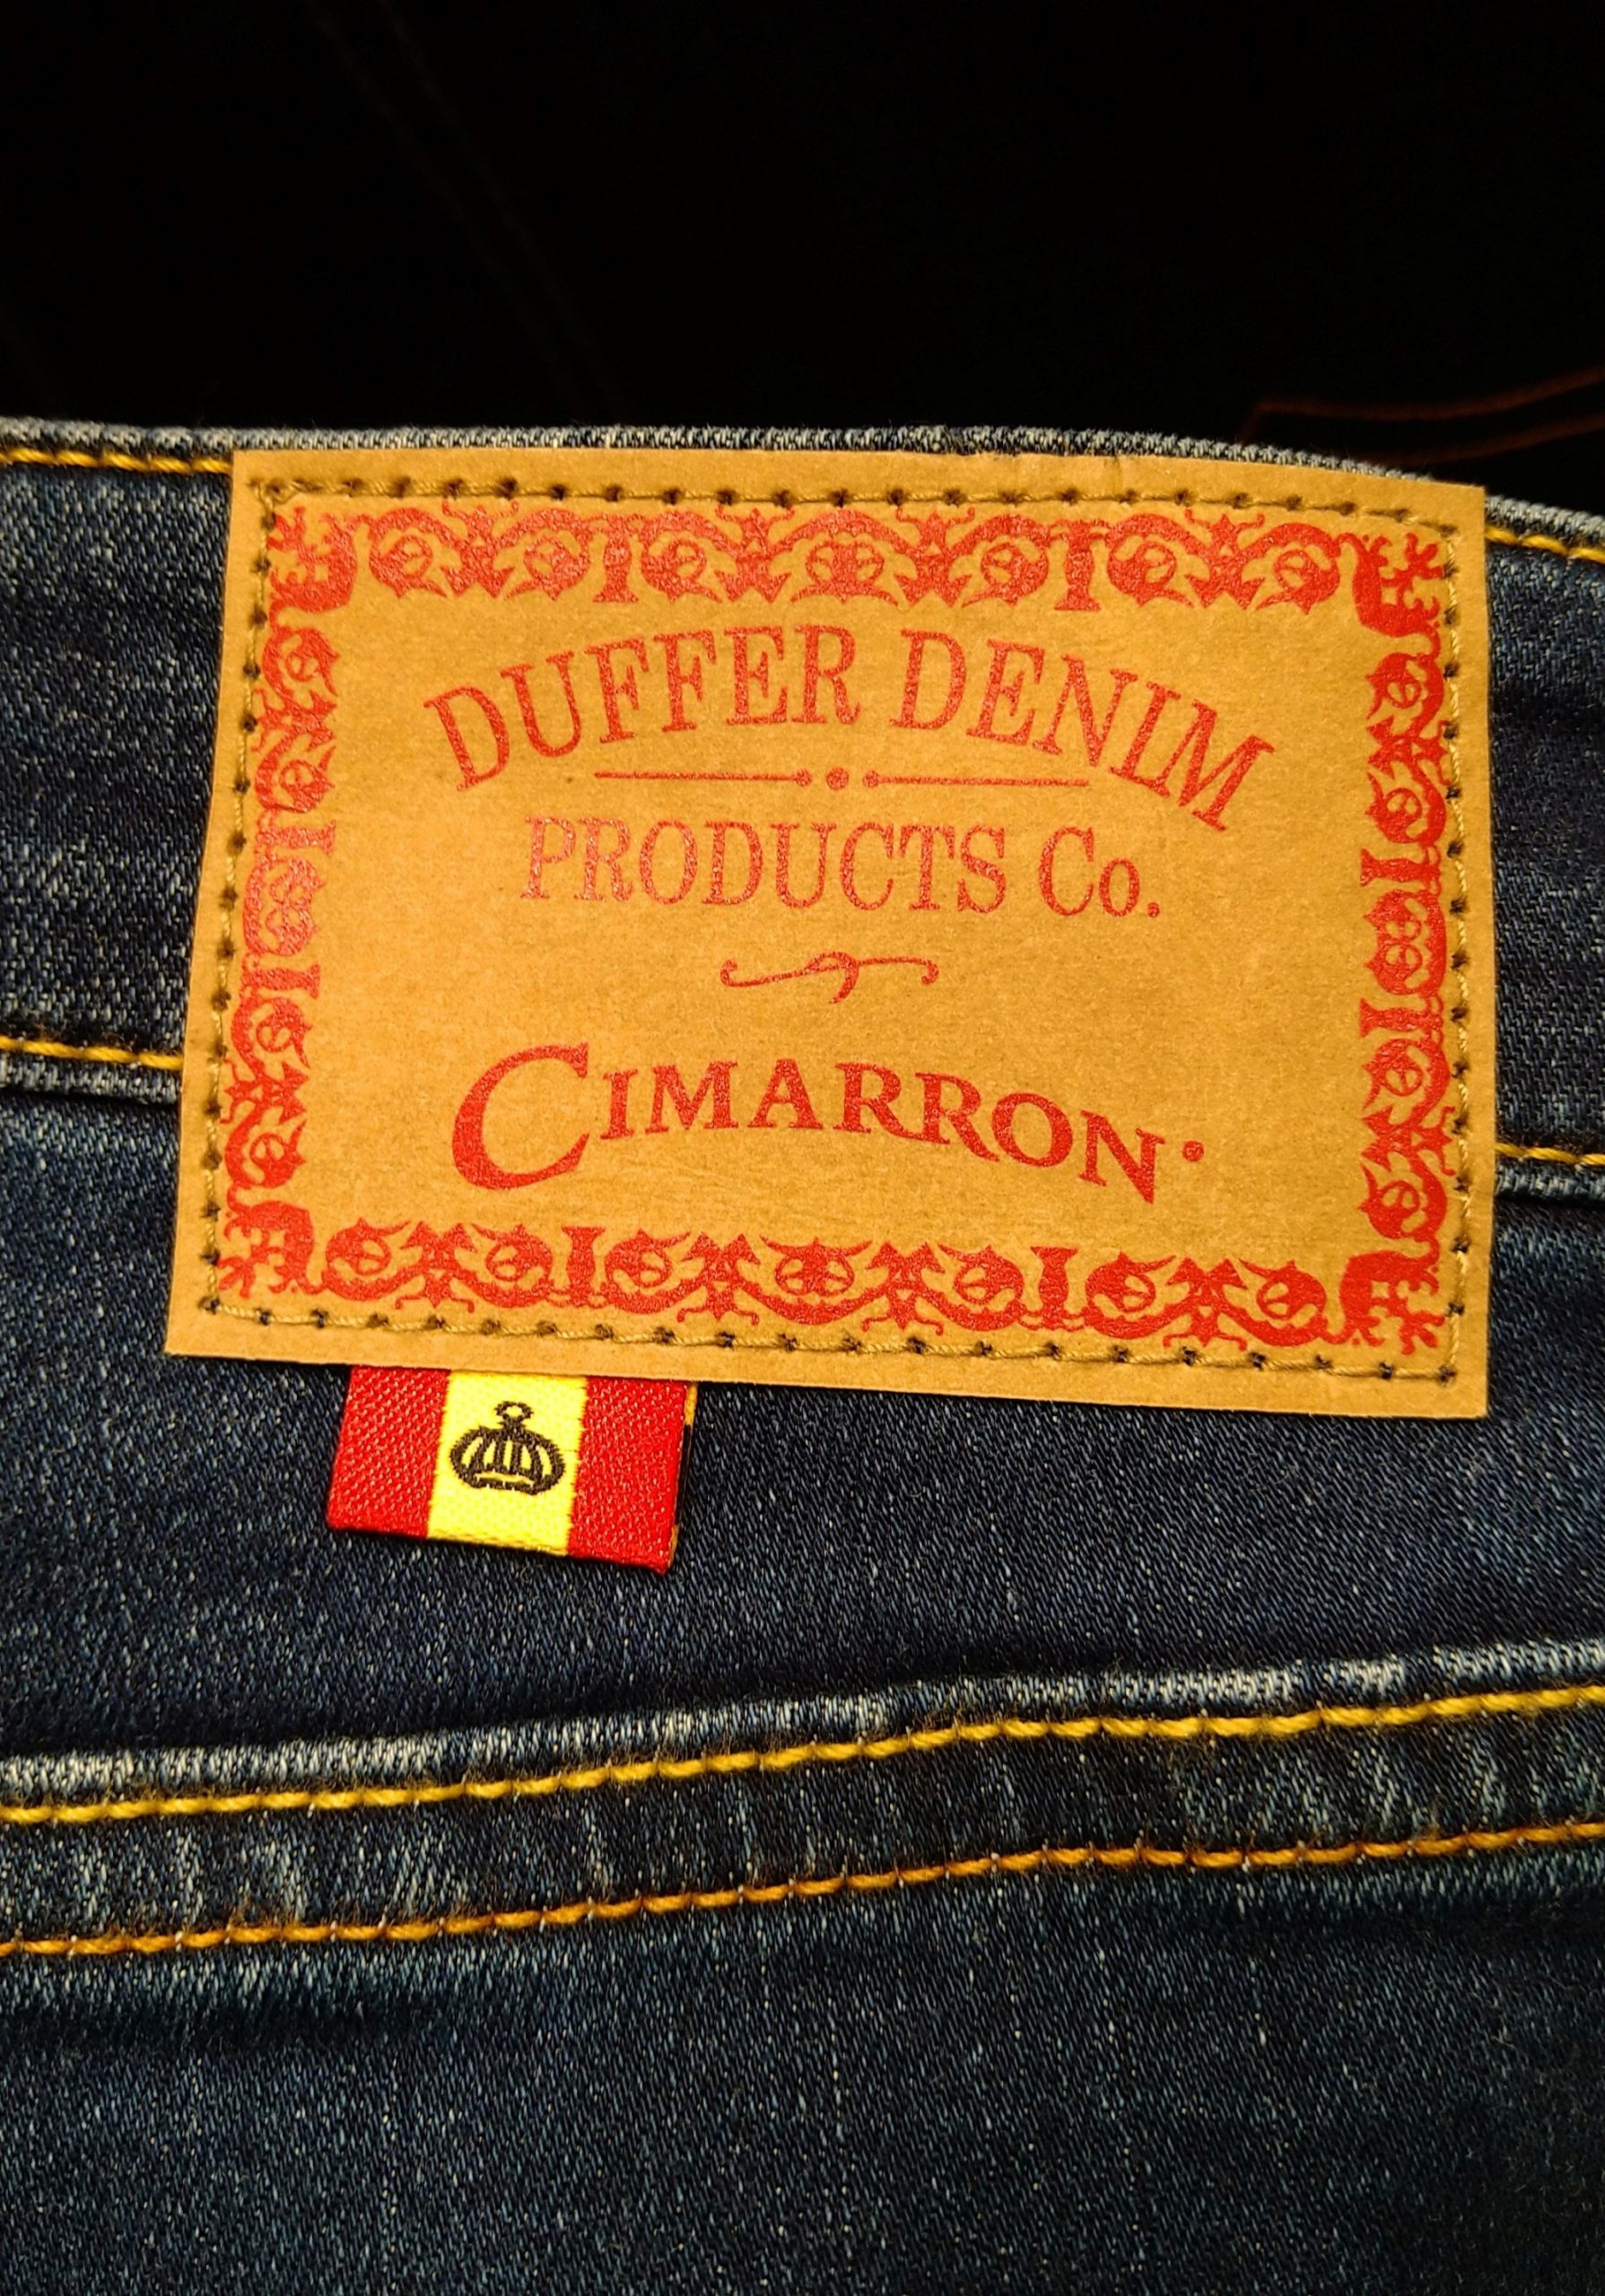 DUFFER DENIM
PRODUCTS Co.
CIMARRON